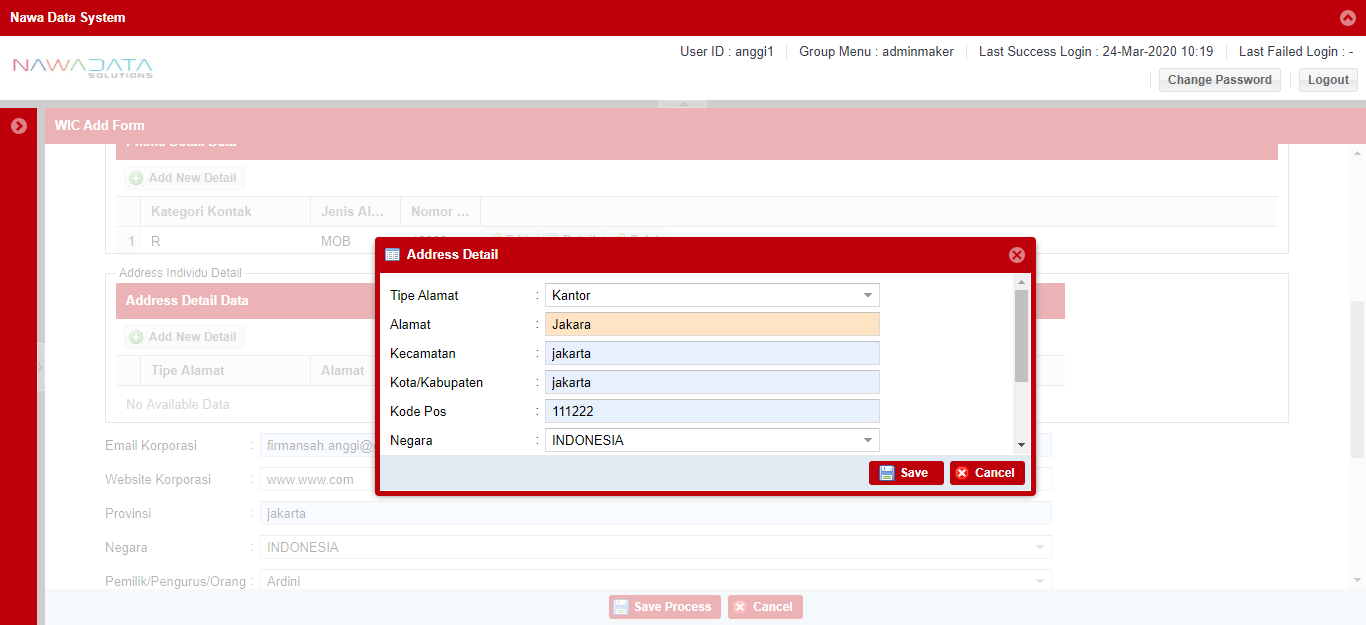 Nawa Data System
User ID : anggi1 Group Menu : adminmaker Last Success Login : 24-Mar-2020 10:19 Last Failed Login : -
NAWADATA
SOLUTIONS
Change Password Logout
WIC Add Form
Phone Detail Data
Add New Detail
Kategori Kontak Jenis Al... Nomor ...
1 R MOB
Address Individu Detail
Address Detail Data
Add New Detail
Tipe Alamat Alamat
No Available Data
Email Korporasi : firmansah.anggi@
Website Korporasi : www.www.com
Provinsi : jakarta
Negara : INDONESIA
Pemilik/Pengurus/Orang : Ardini
Save Process Cancel
Address Detail
Tipe Alamat : Kantor
Alamat : Jakara
Kecamatan : jakarta
Kota/Kabupaten : jakarta
Kode Pos : 111222
Negara : INDONESIA
Save Cancel